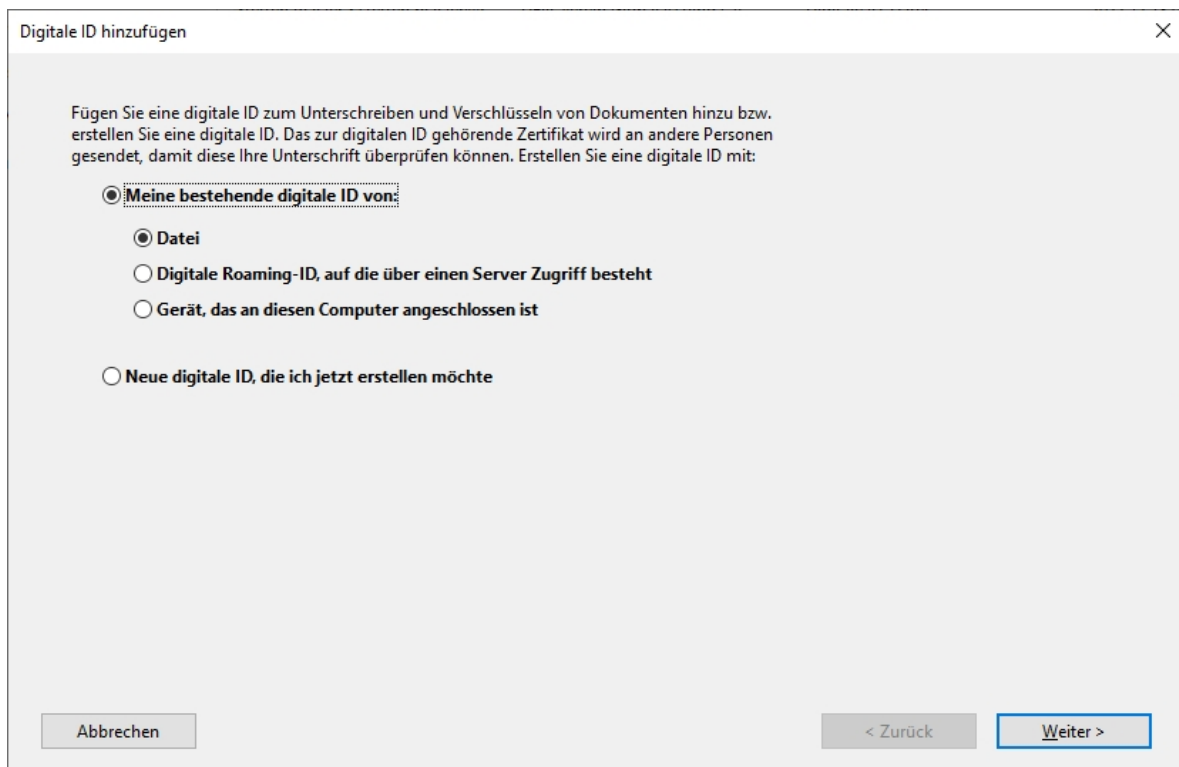 Digitale ID hinzufügen
Fügen Sie eine digitale ID zum Unterschreiben und Verschlüsseln von Dokumenten hinzu bzw.
erstellen Sie eine digitale ID. Das zur digitalen ID gehörende Zertifikat wird an andere Personen
gesendet, damit diese Ihre Unterschrift überprüfen können. Erstellen Sie eine digitale ID mit:
Meine bestehende digitale ID von:
Datei
Digitale Roaming-ID, auf die über einen Server Zugriff besteht
Gerät, das an diesen Computer angeschlossen ist
Neue digitale ID, die ich jetzt erstellen möchte
Abbrechen
< Zurück
Weiter >